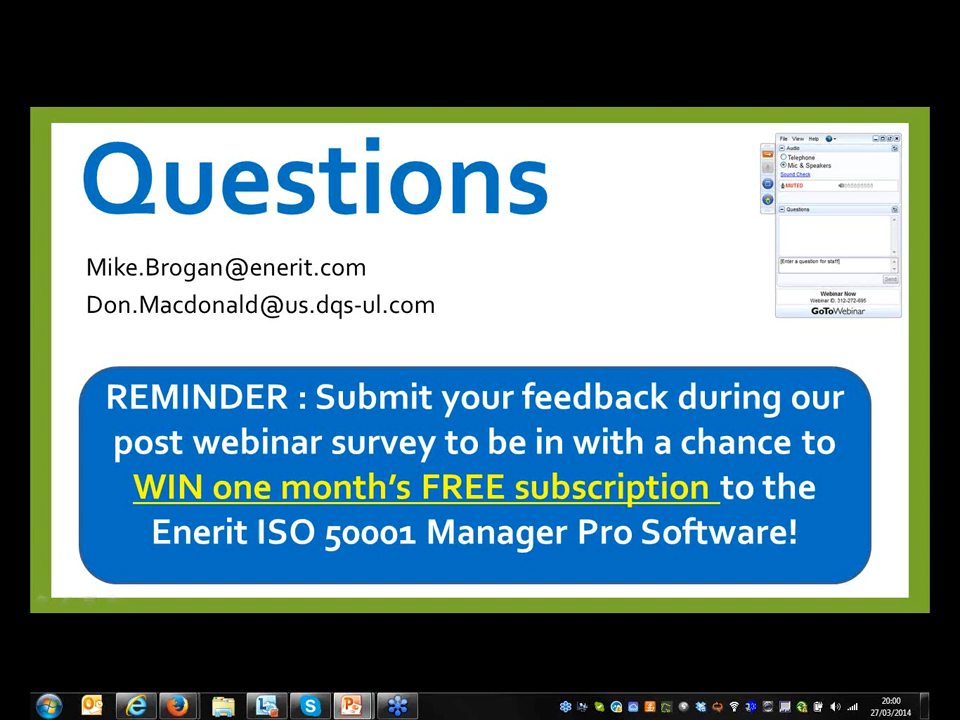 Questions
Mike.Brogan@enerit.com
Don.Macdonald@us.dqs-ul.com
File View Help
Audio
Telephone
Mic & Speakers
Sound Check
MUTED
Questions
[Enter a question for staff]
Send
Webinar Now
Webinar ID: 312-272-696
GoToWebinar
REMINDER : Submit your feedback during our
post webinar survey to be in with a chance to
WIN one month's FREE subscription to the
Enerit ISO 50001 Manager Pro Software!
20:00
27/03/2014